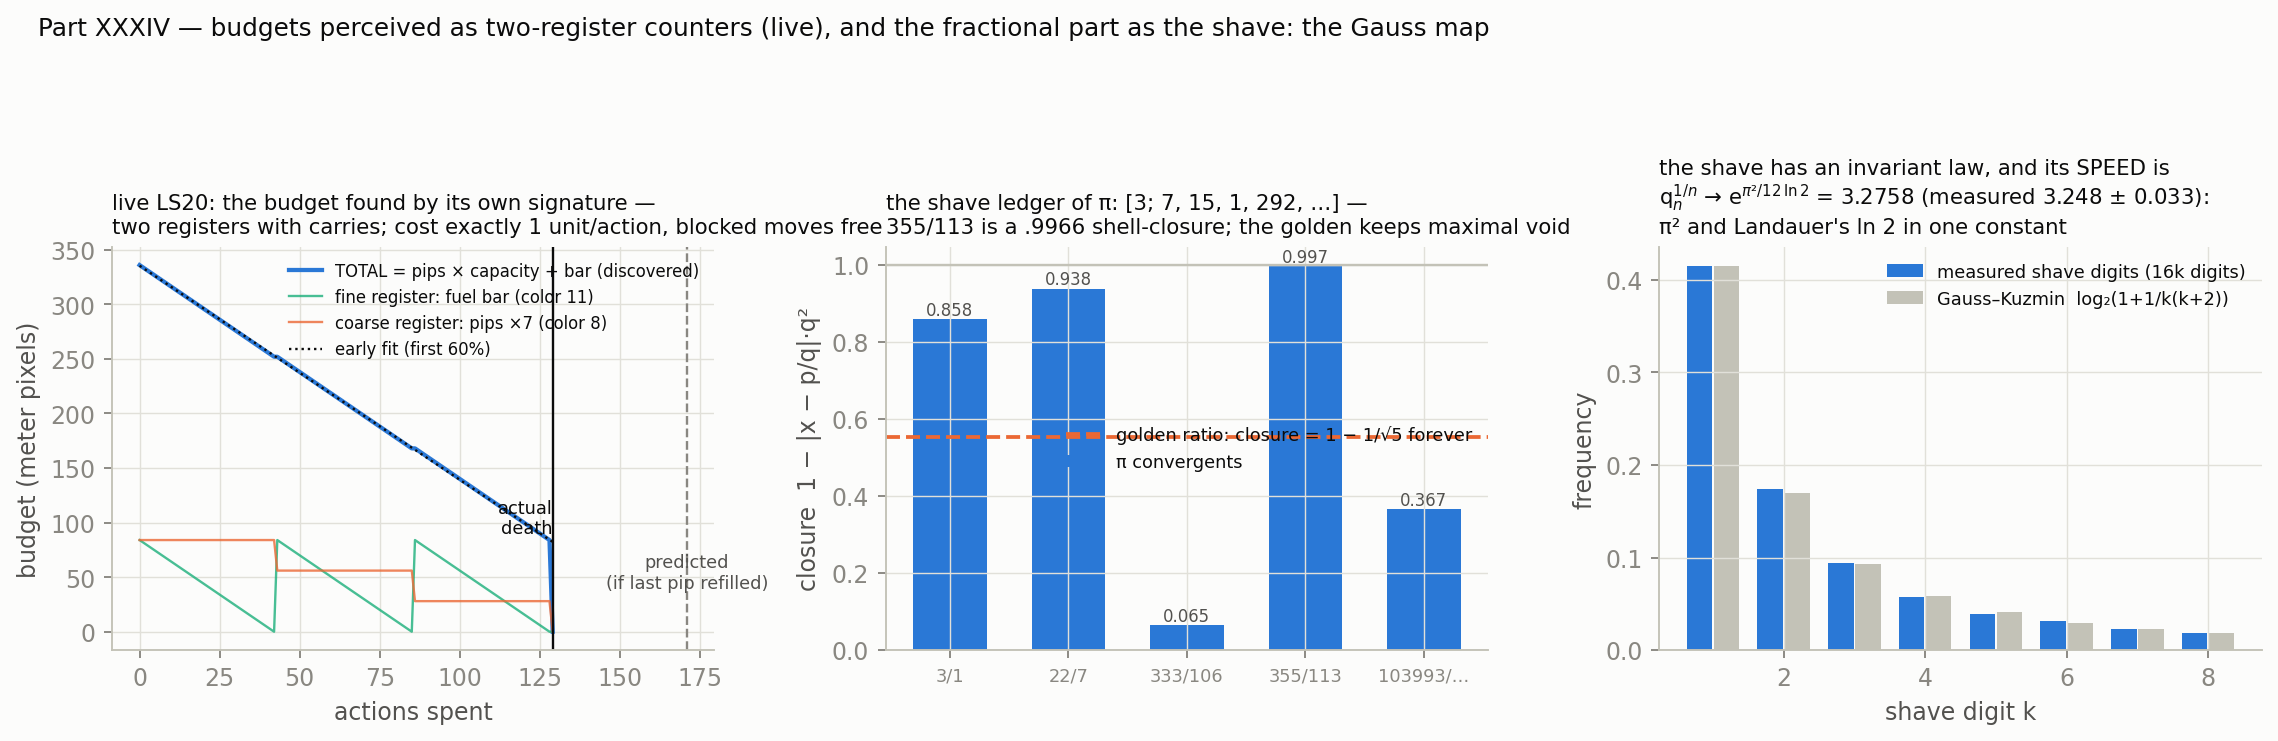 Part XXXIV — budgets perceived as two-register counters (live), and the fractional part as the shave: the Gauss map
live LS20: the budget found by its own signature —
two registers with carries; cost exactly 1 unit/action, blocked moves free
budget (meter pixels)
350
300
250
200
150
100
50
0
TOTAL = pips × capacity + bar (discovered)
fine register: fuel bar (color 11)
coarse register: pips ×7 (color 8)
early fit (first 60%)
actual
death
predicted
(if last pip refilled)
0 25 50 75 100 125 150 175
actions spent
the shave ledger of π: [3; 7, 15, 1, 292, …] —
355/113 is a .9966 shell-closure; the golden keeps maximal void
closure 1 − |x − p/q|·q²
1.0
0.8
0.6
0.4
0.2
0.0
0.858
0.938
0.065
0.997
0.367
golden ratio: closure = 1 − 1/√5 forever
π convergents
3/1 22/7 333/106 355/113 103993/…
the shave has an invariant law, and its SPEED is
qₙ^{1/n} → e^{π²/12 ln 2} = 3.2758 (measured 3.248 ± 0.033):
π² and Landauer's ln 2 in one constant
frequency
0.4
0.3
0.2
0.1
0.0
measured shave digits (16k digits)
Gauss–Kuzmin log₂(1+1/k(k+2))
2 4 6 8
shave digit k